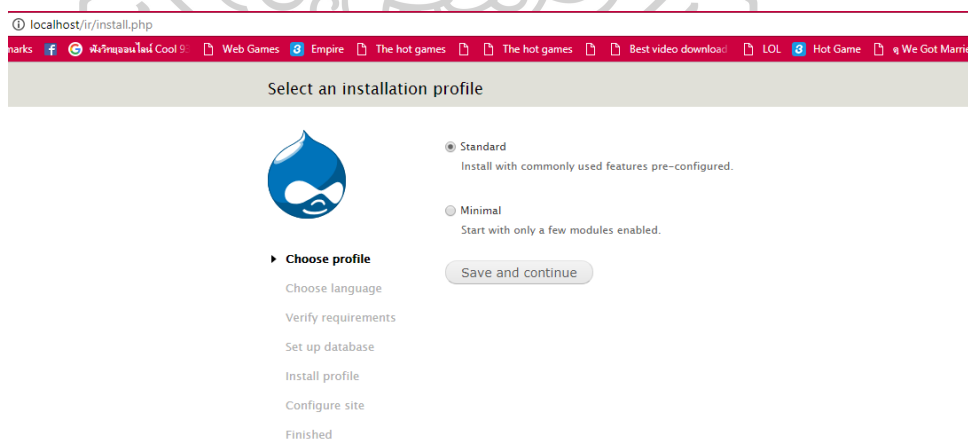 localhost/ir/install.php
marks ฟังวิทยุออนไลน์ Cool 93 Web Games Empire The hot games The hot games Best video download LOL Hot Game ดู We Got Marrie
Select an installation profile
Standard
Install with commonly used features pre-configured.
Minimal
Start with only a few modules enabled.
Save and continue
Choose profile
Choose language
Verify requirements
Set up database
Install profile
Configure site
Finished